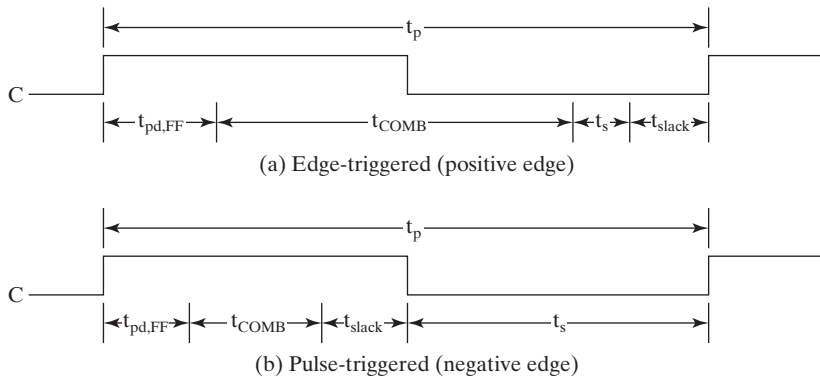 t_p
C
t_pd,FF t_COMB t_s t_slack
(a) Edge-triggered (positive edge)
t_p
C
t_pd,FF t_COMB t_slack t_s
(b) Pulse-triggered (negative edge)